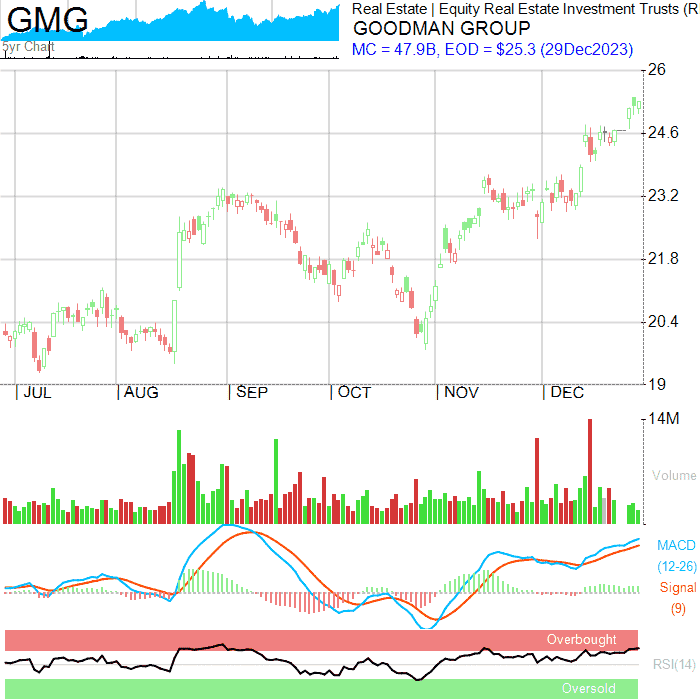 GMG
5yr Chart
Real Estate | Equity Real Estate Investment Trusts (R
GOODMAN GROUP
MC = 47.9B, EOD = $25.3 (29Dec2023)
26
24.6
23.2
21.8
20.4
19
| JUL | AUG | SEP | OCT | NOV | DEC
14M
Volume
MACD
(12-26)
Signal
(9)
Overbought
RSI(14)
Oversold